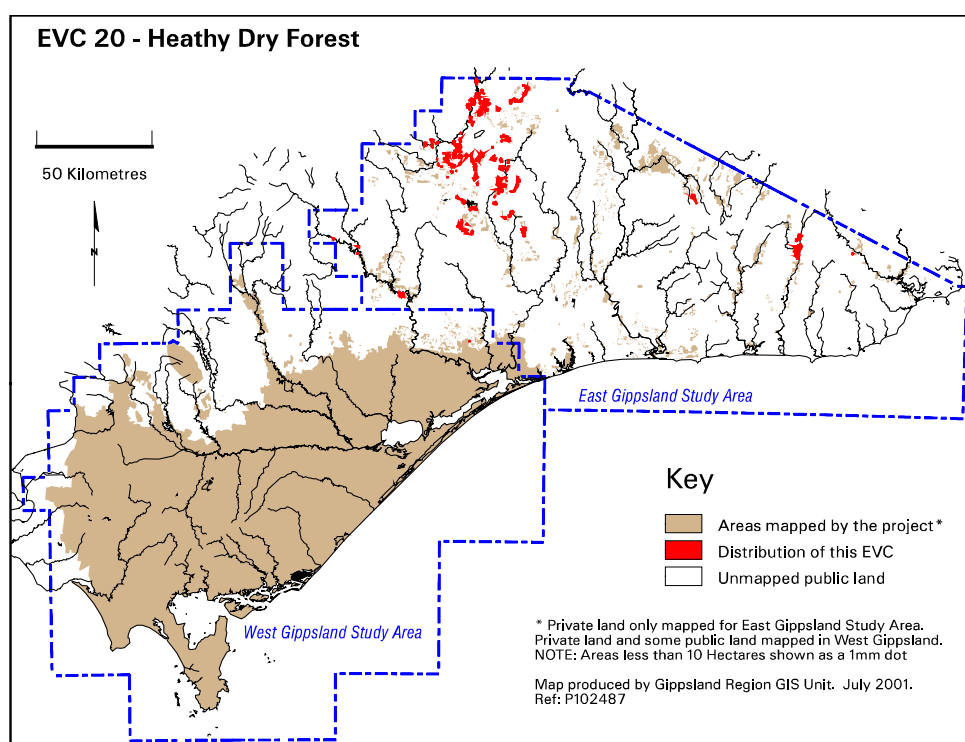 EVC 20 - Heathy Dry Forest
50 Kilometres
N
East Gippsland Study Area
West Gippsland Study Area
Key
Areas mapped by the project*
Distribution of this EVC
Unmapped public land
* Private land only mapped for East Gippsland Study Area.
Private land and some public land mapped in West Gippsland.
NOTE: Areas less than 10 Hectares shown as a 1mm dot
Map produced by Gippsland Region GIS Unit. July 2001.
Ref: P102487